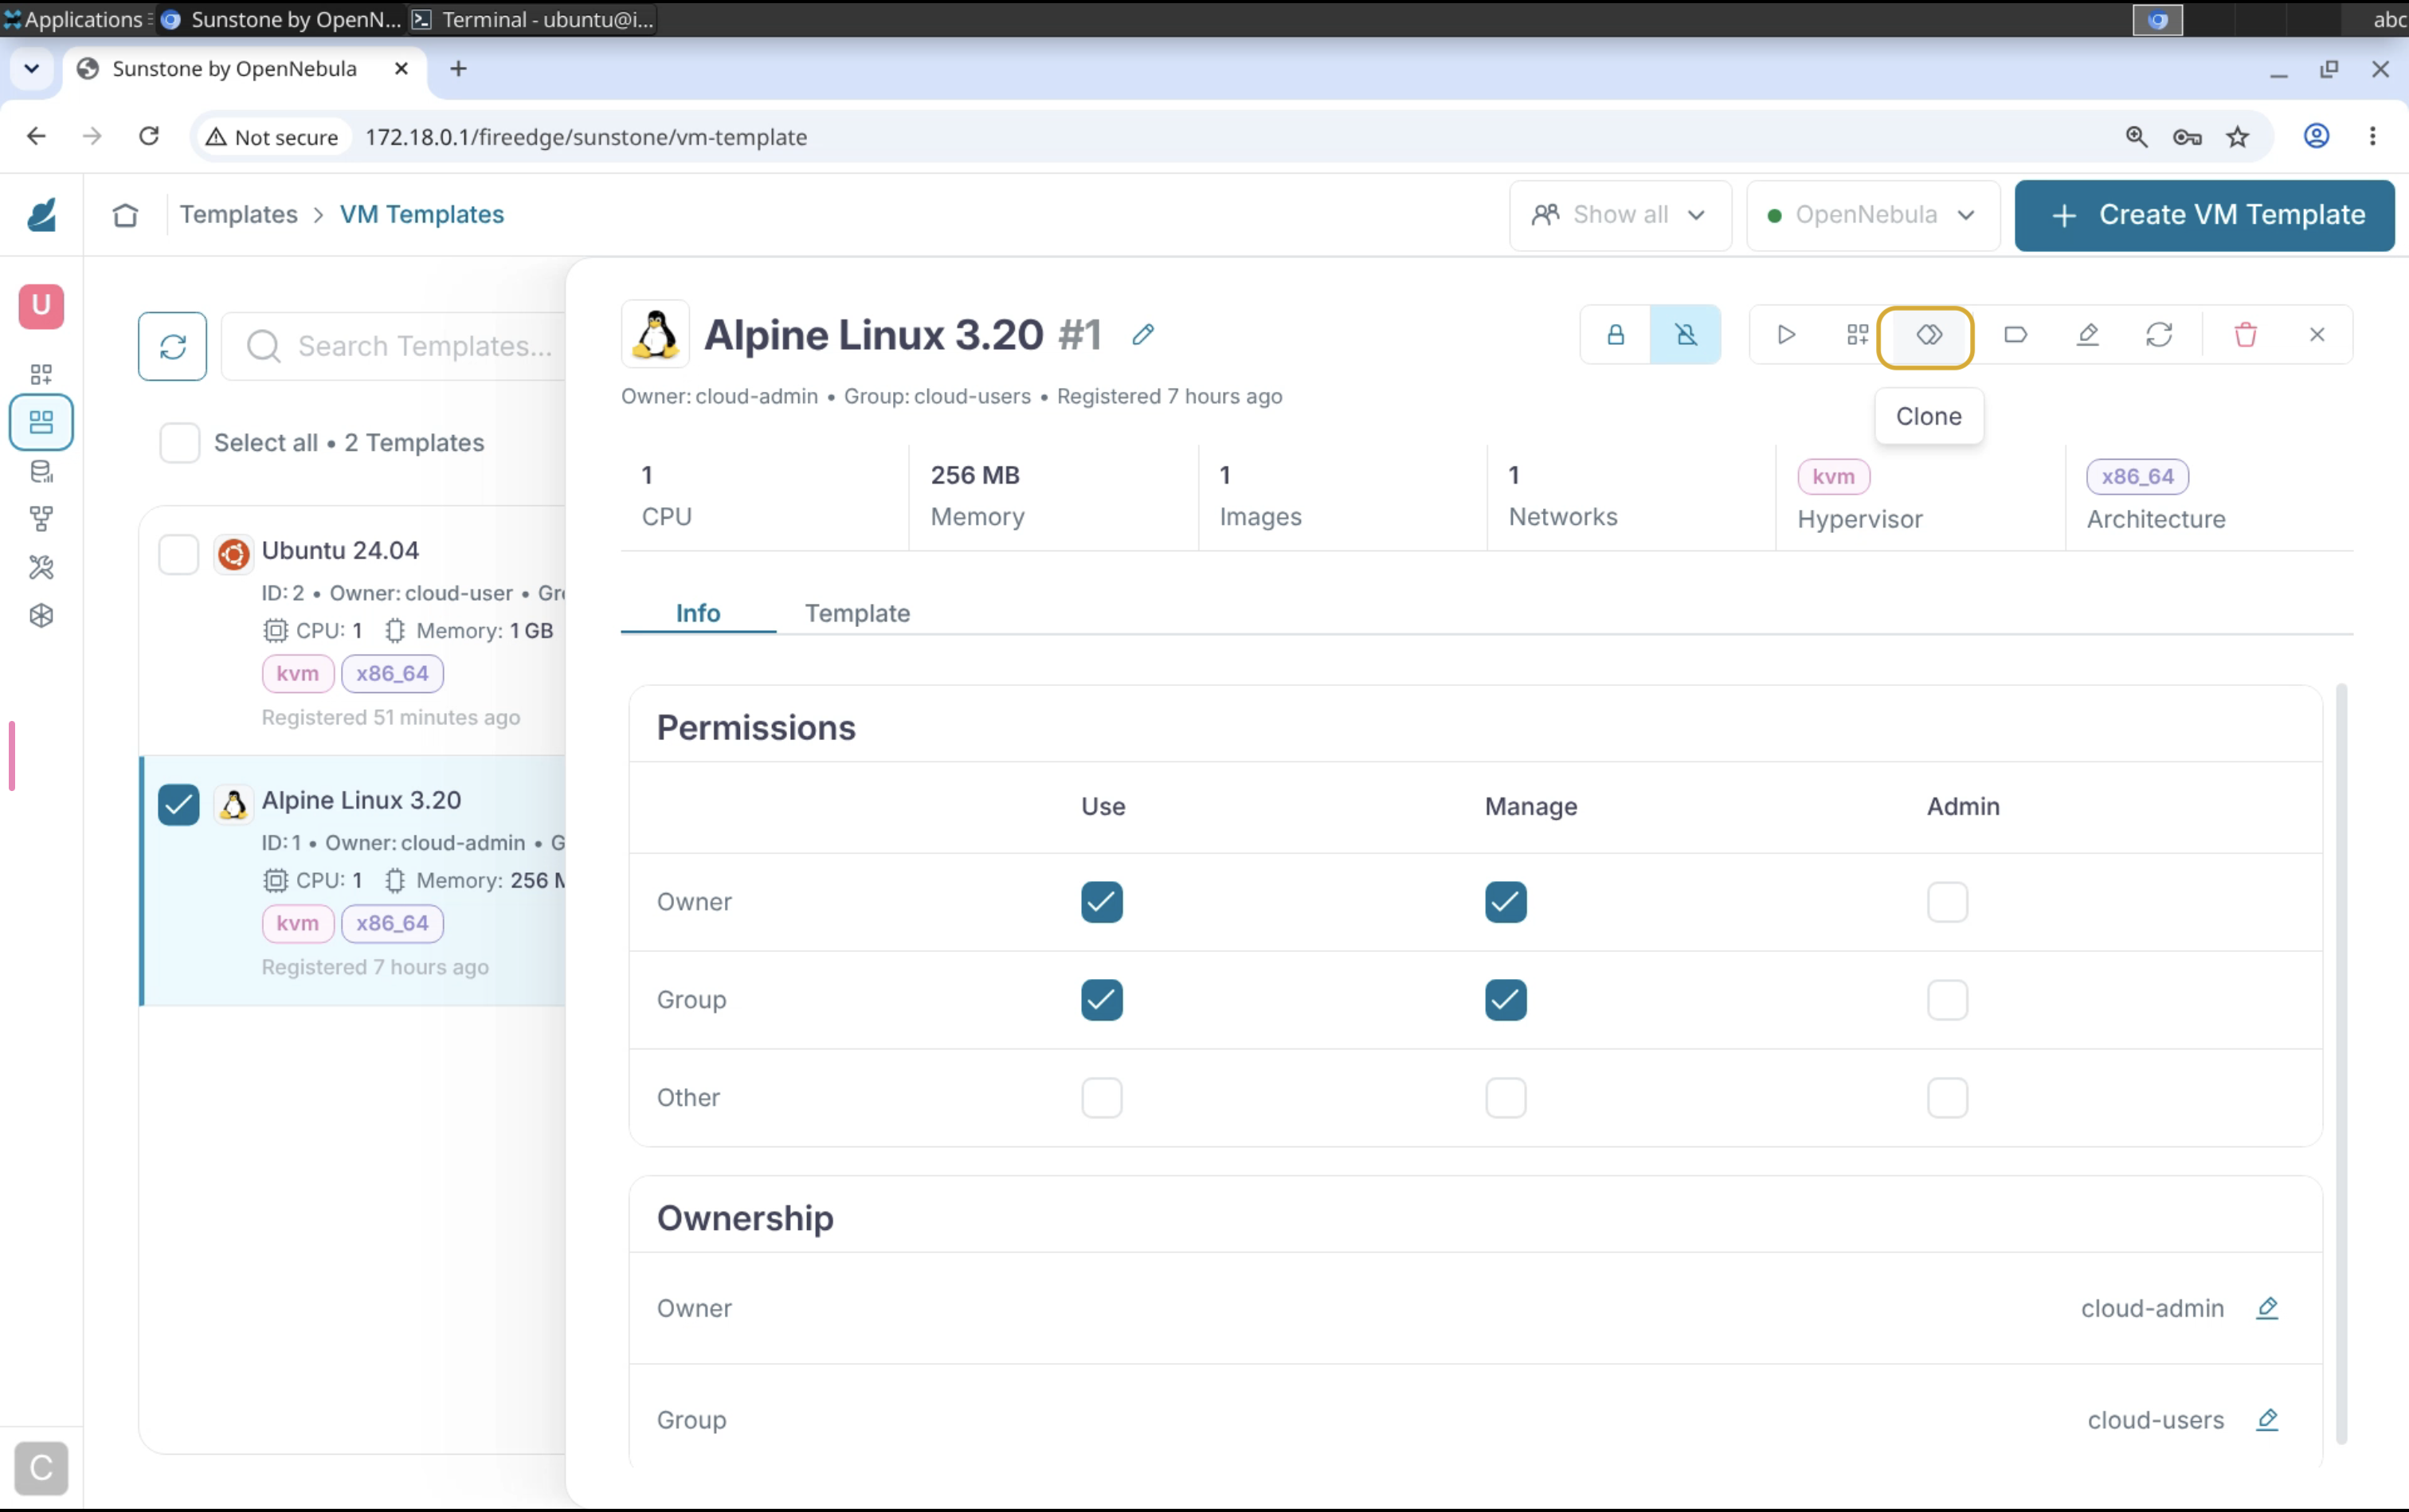 Applications
Sunstone by OpenN...
Terminal - ubuntu@i...
abc
Sunstone by OpenNebula
Not secure
172.18.0.1/fireedge/sunstone/vm-template
Templates > VM Templates
Show all
OpenNebula
+ Create VM Template
U
Search Templates...
Alpine Linux 3.20 #1
Owner: cloud-admin • Group: cloud-users • Registered 7 hours ago
Clone
Select all • 2 Templates
1
CPU
256 MB
Memory
1
Images
1
Networks
kvm
Hypervisor
x86_64
Architecture
Ubuntu 24.04
ID: 2 • Owner: cloud-user •
CPU: 1 Memory: 1 GB
kvm x86_64
Registered 51 minutes ago
Info
Template
Permissions
Use Manage Admin
Owner
Group
Other
Alpine Linux 3.20
ID: 1 • Owner: cloud-admin • G
CPU: 1 Memory: 256
kvm x86_64
Registered 7 hours ago
Ownership
Owner cloud-admin
Group cloud-users
C